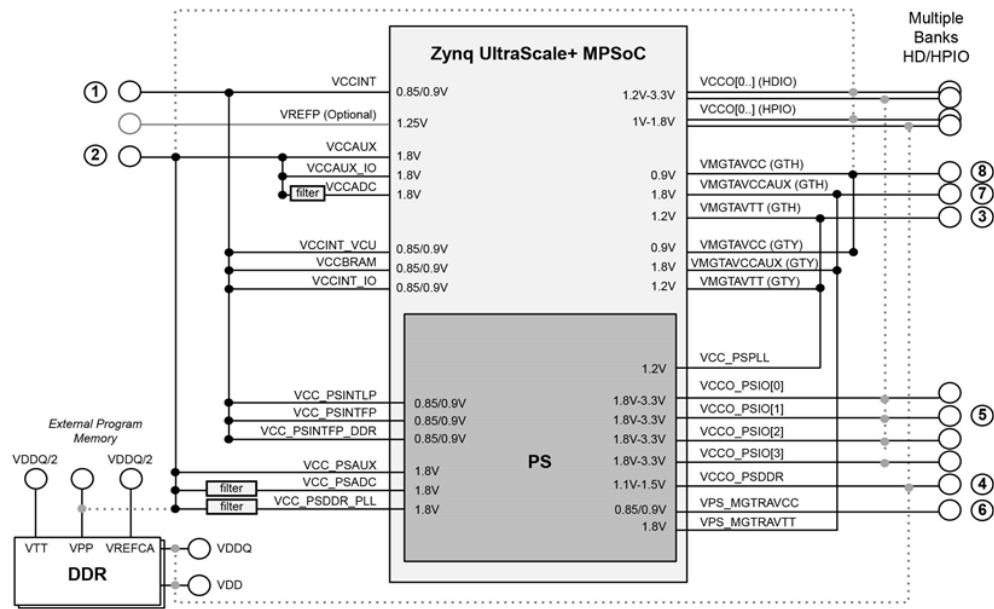 Multiple
Banks
HD/HPIO
Zynq UltraScale+ MPSoC
1
VCCINT
0.85/0.9V
VREFP (Optional)
1.25V
2
VCCAUX
1.8V
VCCAUX_IO
1.8V
filter
VCCADC
1.8V
VCCINT_VCU
0.85/0.9V
VCCBRAM
0.85/0.9V
VCCINT_IO
0.85/0.9V
1.2V-3.3V
VCCO[0..] (HDIO)
1V-1.8V
VCCO[0..] (HPIO)
0.9V
VMGTAVCC (GTH)
8
1.8V
VMGTAVCCAUX (GTH)
7
1.2V
VMGTAVTT (GTH)
3
0.9V
VMGTAVCC (GTY)
1.8V
VMGTAVCCAUX (GTY)
1.2V
VMGTAVTT (GTY)
PS
VCC_PSINTLP
0.85/0.9V
VCC_PSINTFP
0.85/0.9V
VCC_PSINTFP_DDR
0.85/0.9V
VCC_PSAUX
1.8V
filter
VCC_PSADC
1.8V
filter
VCC_PSDDR_PLL
1.8V
1.2V
VCC_PSPLL
1.8V-3.3V
VCCO_PSIO[0]
1.8V-3.3V
VCCO_PSIO[1]
5
1.8V-3.3V
VCCO_PSIO[2]
1.8V-3.3V
VCCO_PSIO[3]
1.1V-1.5V
VCCO_PSDDR
4
0.85/0.9V
VPS_MGTRAVCC
6
1.8V
VPS_MGTRAVTT
External Program
Memory
VDDQ/2
VDDQ/2
VTT
VPP
VREFCA
DDR
VDDQ
VDD